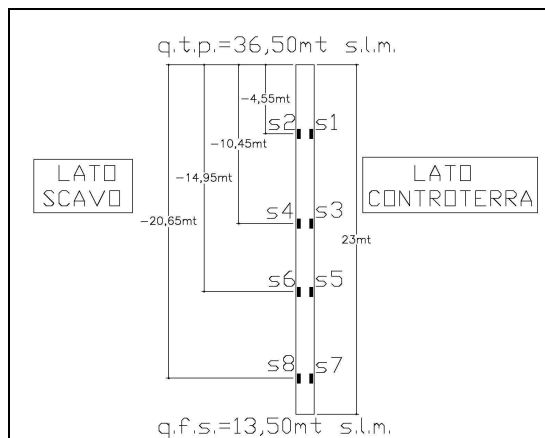 q.t.p.=36,50mt s.l.m.
-4,55mt
s2 s1
-10,45mt
LATO
SCAVO
LATO
CONTROTERRA
-14,95mt
-20,65mt
s4 s3
23mt
s6 s5
s8 s7
q.f.s.=13,50mt s.l.m.